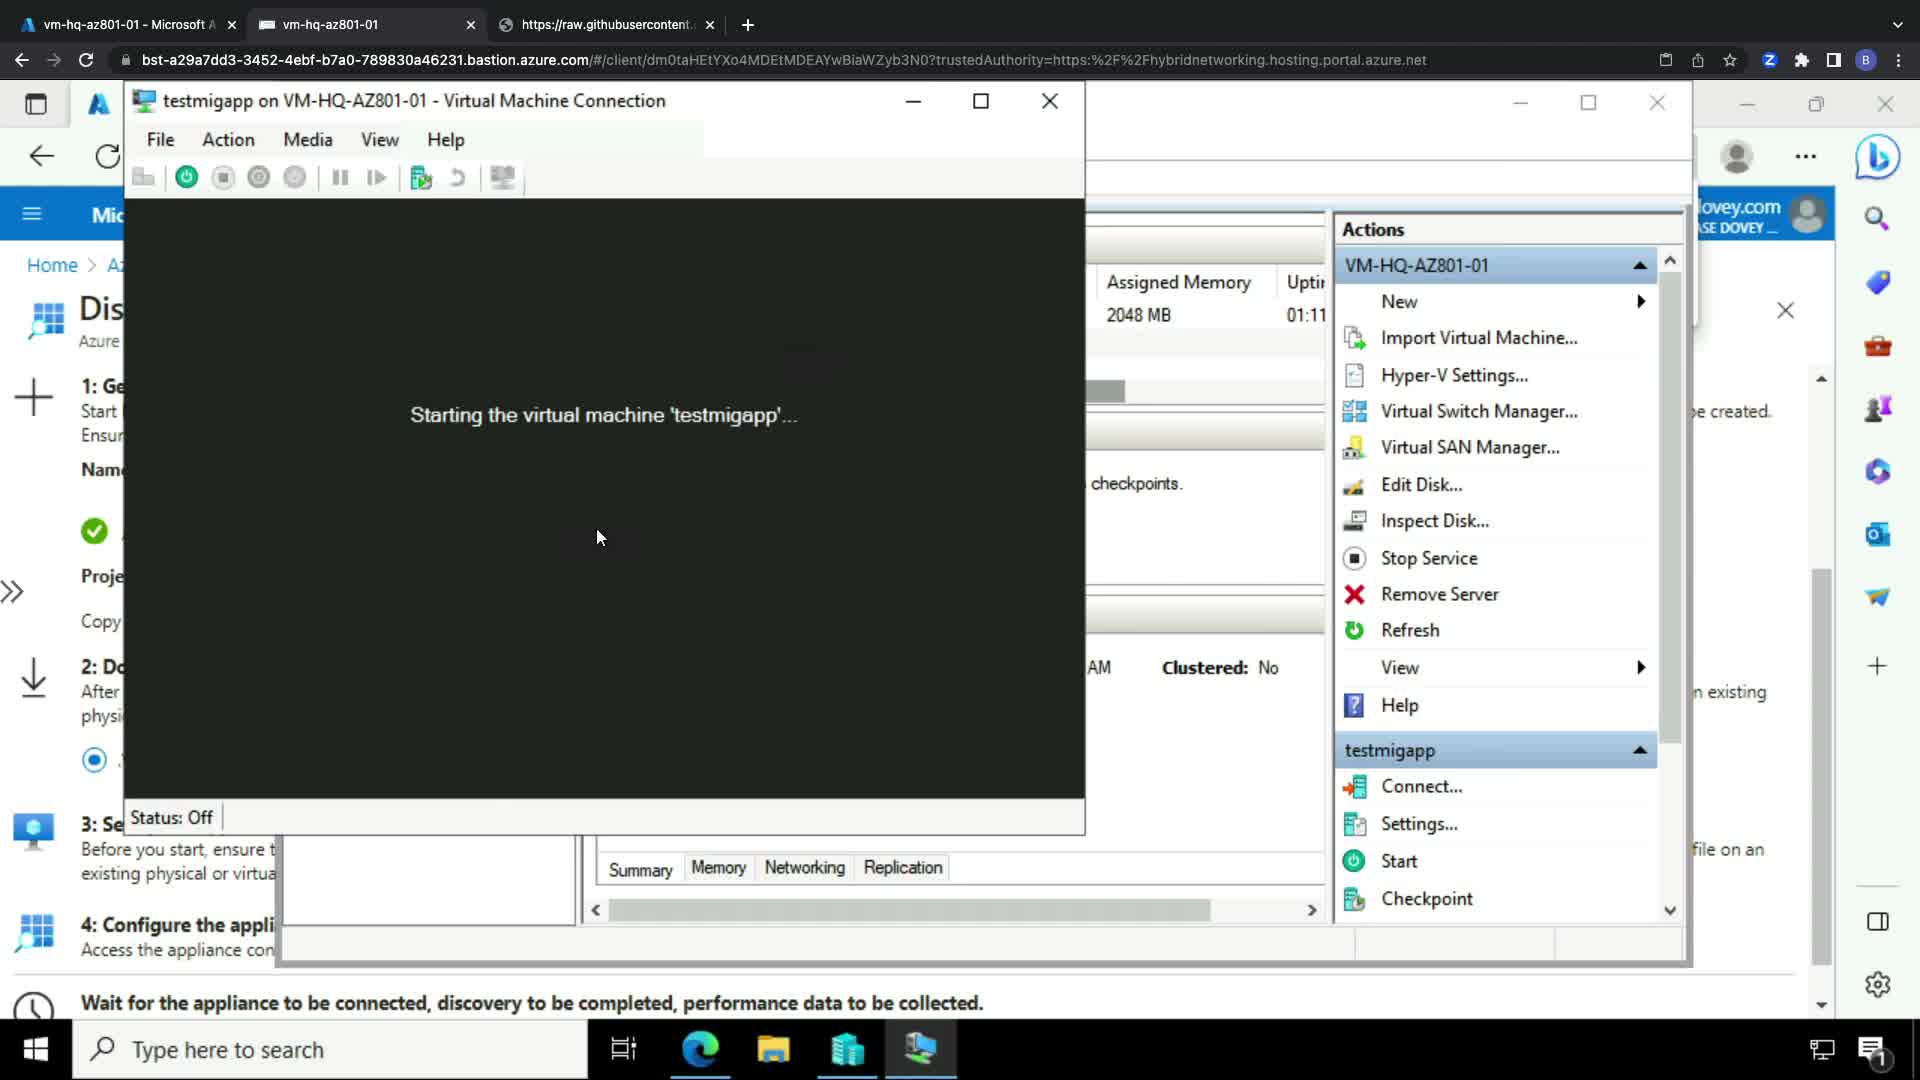 vm-hq-az801-01 - Microsoft A
vm-hq-az801-01
https://raw.githubusercontent.
bst-a29a7dd3-3452-4ebf-b7a0-789830a46231.bastion.azure.com/#/client/dm0taHEtYXo4MDEtMDEAYwBiaWZyb3N0?trustedAuthority=https:%2F%2Fhybridnetworking.hosting.portal.azure.net
B
testmigapp on VM-HQ-AZ801-01 - Virtual Machine Connection
File Action Media View Help
Mic
lovey.com
SE DOVEY ...
Home > Az
Dis
Azure
1: Ge
Start
Ensur
Name
Proje
Copy
2: Do
After
physi
Starting the virtual machine 'testmigapp'...
Status: Off
Assigned Memory Uptir
2048 MB 01:11
checkpoints.
AM Clustered: No
Actions
VM-HQ-AZ801-01
New
Import Virtual Machine...
Hyper-V Settings...
Virtual Switch Manager...
Virtual SAN Manager...
Edit Disk...
Inspect Disk...
Stop Service
Remove Server
Refresh
View
Help
testmigapp
Connect...
Settings...
Start
Checkpoint
be created.
n existing
file on an
3: Se
Before you start, ensure t
existing physical or virtua
4: Configure the appli
Access the appliance con
Summary Memory Networking Replication
Wait for the appliance to be connected, discovery to be completed, performance data to be collected.
Type here to search
1